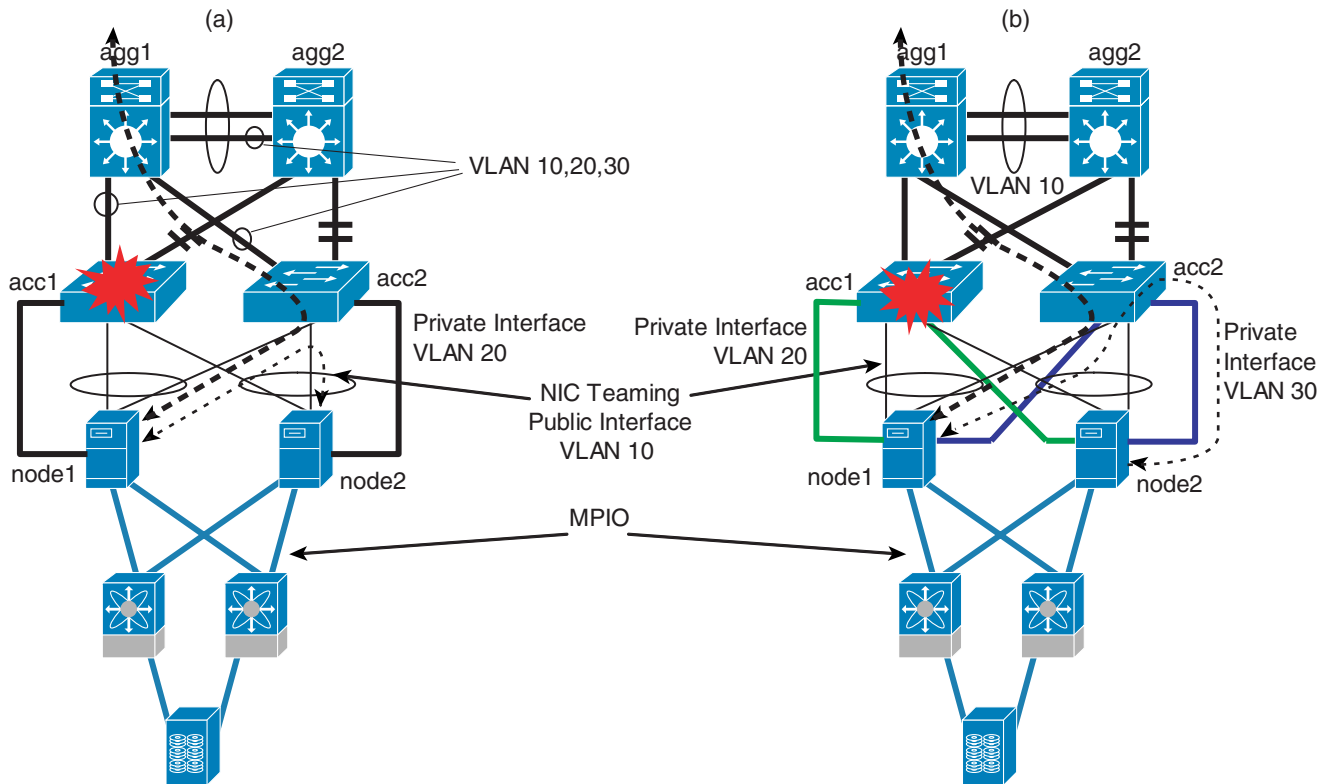 (a)
agg1
agg2
VLAN 10,20,30
acc1
acc2
Private Interface
VLAN 20
NIC Teaming
Public Interface
VLAN 10
node1
node2
MPIO
(b)
agg1
agg2
VLAN 10
acc1
acc2
Private Interface
VLAN 20
Private
Interface
VLAN 30
node1
node2